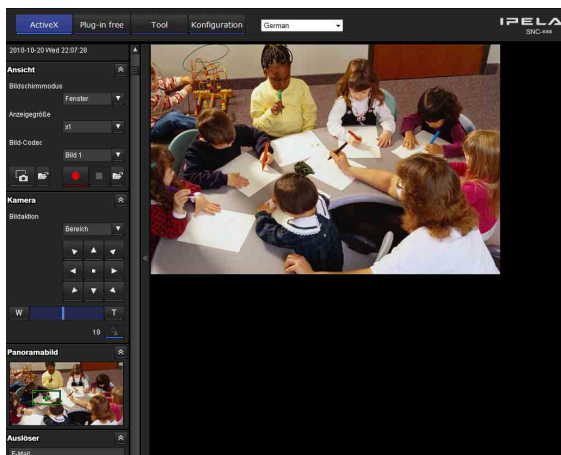 ActiveX Plug-in free Tool Konfiguration German
IPELA
SNC-###
2010-10-20 Wed 22:07:28
Ansicht
Bildschirmmodus
Fenster
Anzeigegröße
x1
Bild-Codec
Bild 1
Kamera
Bildaktion
Bereich
W T
19
Panoramabild
Auslöser
E-Mail